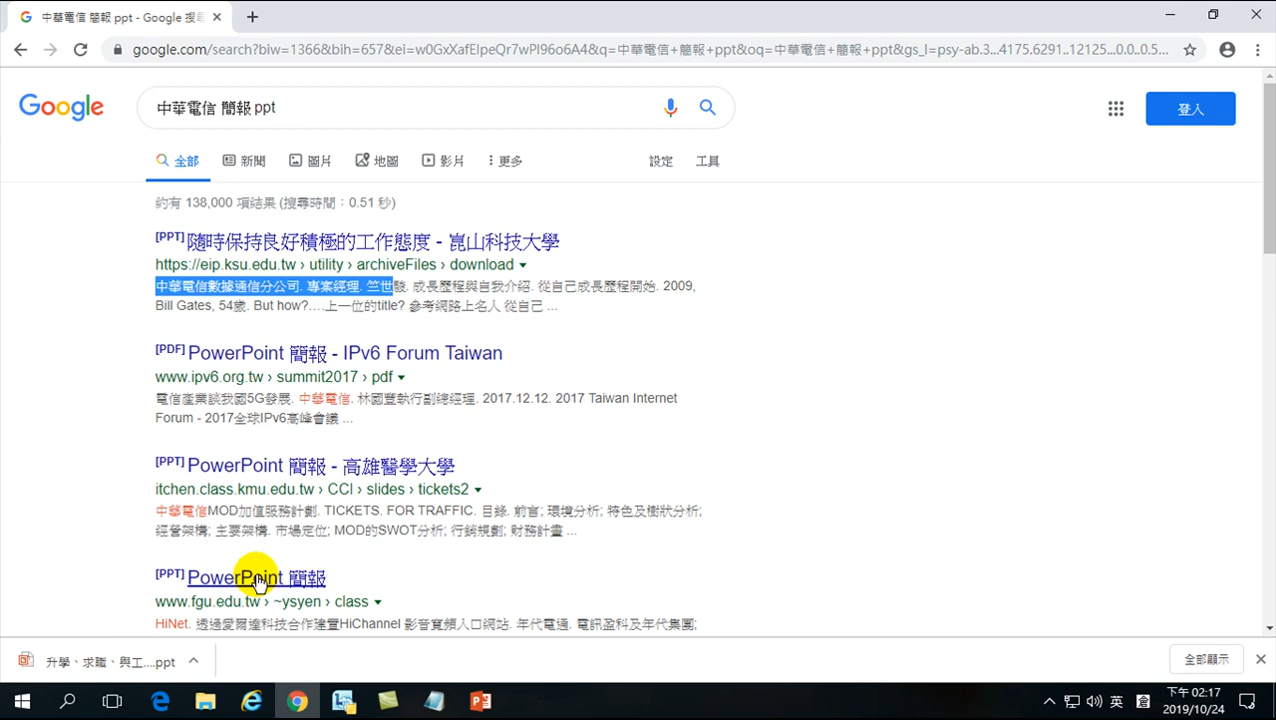 中華電信 簡報 ppt - Google 搜尋
google.com/search?biw=1366&bih=657&ei=w0GxXafEIpeQr7wPl96o6A4&q=中華電信+簡報+ppt&oq=中華電信+簡報+ppt&gs_l=psy-ab.3...4175.6291..12125...0.0..0.5...
Google
中華電信 簡報 ppt
登入
全部 新聞 圖片 地圖 影片 更多 設定 工具
約有 138,000 項結果 (搜尋時間:0.51 秒)
[PPT] 隨時保持良好積極的工作態度 - 崑山科技大學
https://eip.ksu.edu.tw › utility › archiveFiles › download
中華電信數據通信分公司. 專案經理. 竺世駿. 成長歷程與自我介紹. 從自己成長歷程開始. 2009,
Bill Gates, 54歲. But how?….上一位的title? 參考網路上名人 從自己 ...
[PDF] PowerPoint 簡報 - IPv6 Forum Taiwan
www.ipv6.org.tw › summit2017 › pdf
電信產業談我國5G發展. 中華電信. 林國豐執行副總經理. 2017.12.12. 2017 Taiwan Internet
Forum - 2017全球IPv6高峰會議 ...
[PPT] PowerPoint 簡報 - 高雄醫學大學
itchen.class.kmu.edu.tw › CCI › slides › tickets2
中華電信MOD加值服務計劃. TICKETS. FOR TRAFFIC. 目錄. 前言; 環境分析; 特色及樹狀分析;
經營架構; 主要架構. 市場定位; MOD的SWOT分析; 行銷規劃; 財務計畫 ...
[PPT] PowerPoint 簡報
www.fgu.edu.tw › ~ysyen › class
HiNet. 透過愛爾達科技合作建置HiChannel 影音寬頻入口網站. 年代電通. 電訊盈科及年代集團;
升學、求職、與工....ppt
全部顯示
英
下午 02:17
2019/10/24